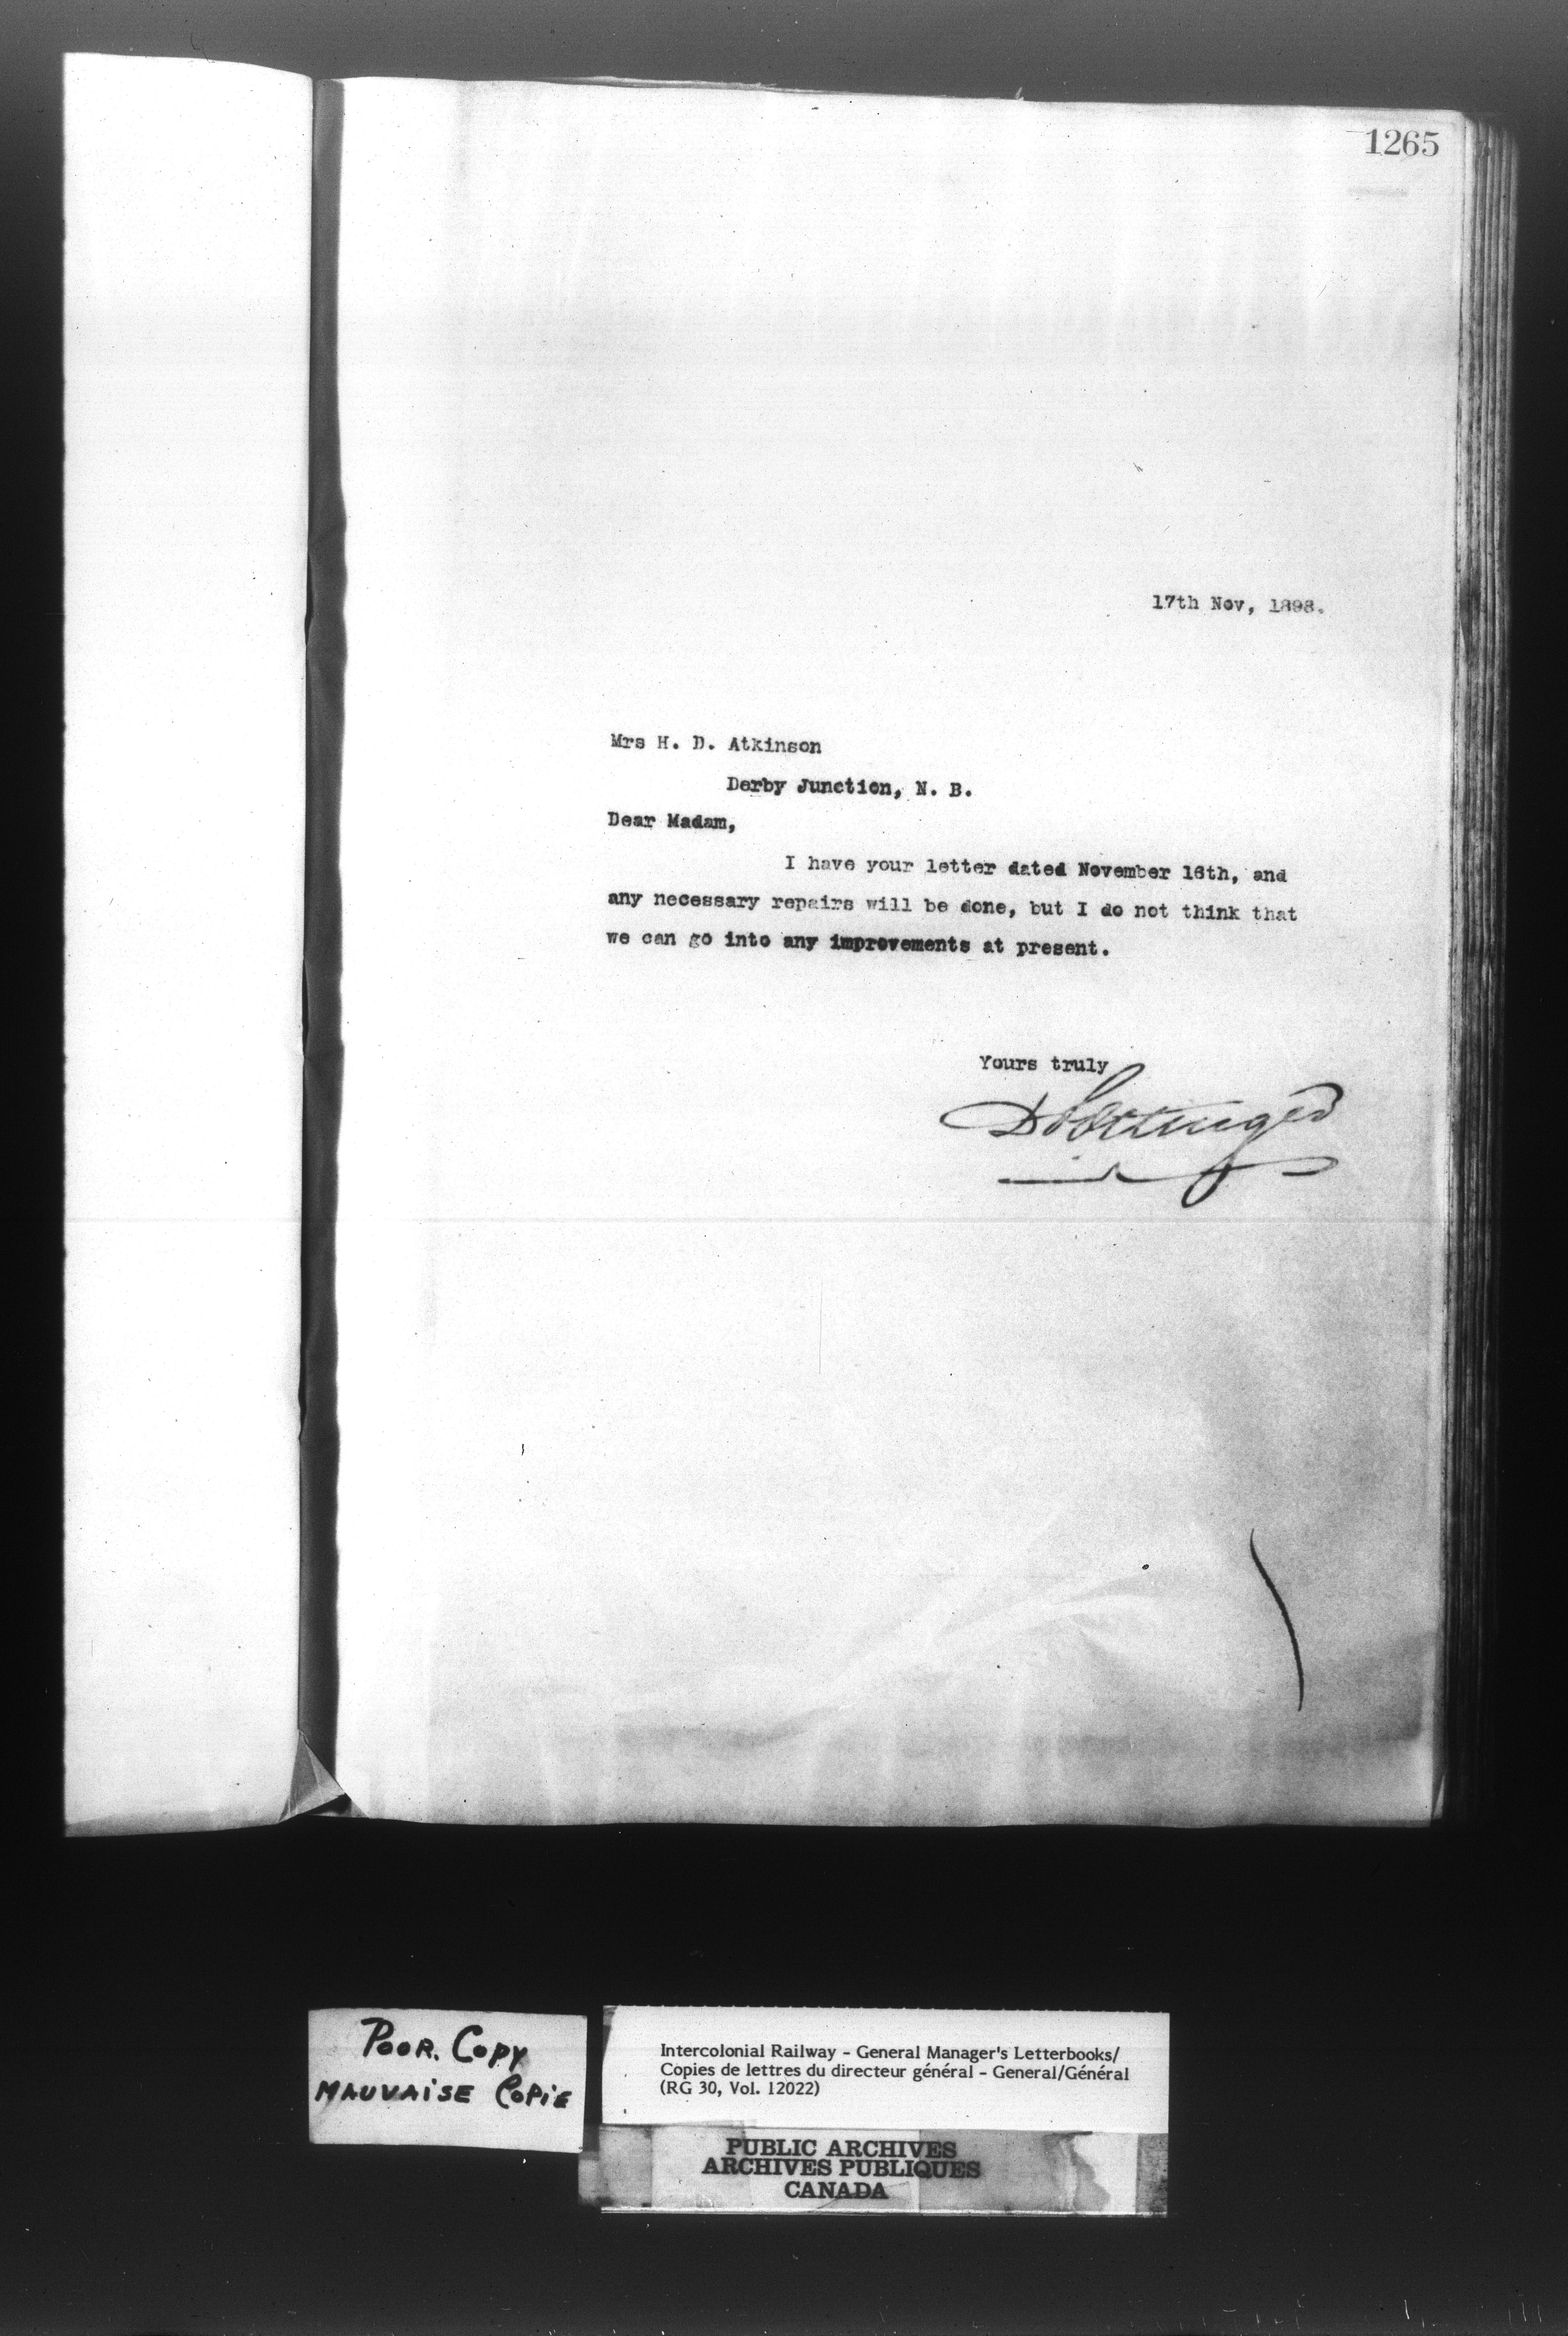 1265
17th Nov, 1898.
Mrs H. D. Atkinson
Derby Junction, N. B.
Dear Madam,
I have your letter dated November 16th, and
any necessary repairs will be done, but I do not think that
we can go into any improvements at present.
Yours truly
DPottinger
POOR. COPY
MAUVAISE COPIE
Intercolonial Railway - General Manager's Letterbooks/
Copies de lettres du directeur général - General/Général
(RG 30, Vol. 12022)
PUBLIC ARCHIVES
ARCHIVES PUBLIQUES
CANADA